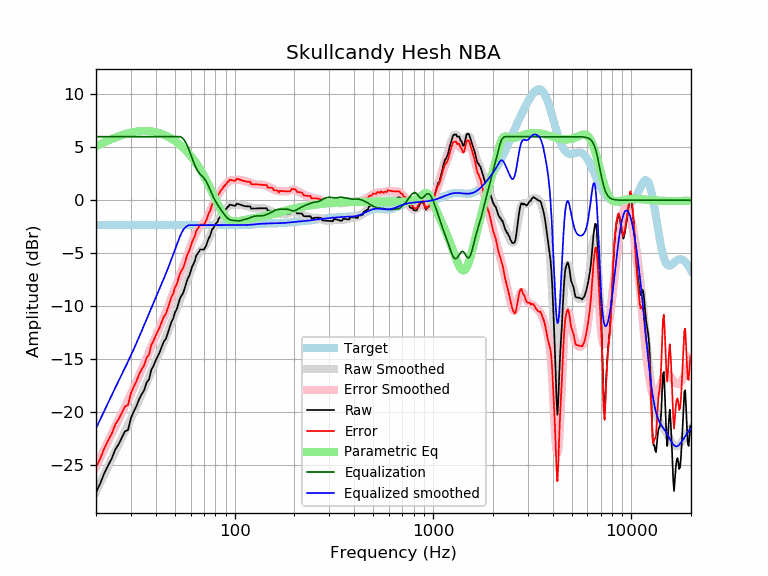 Skullcandy Hesh NBA
10
5
0
−5
−10
−15
−20
−25
Amplitude (dBr)
Target
Raw Smoothed
Error Smoothed
Raw
Error
Parametric Eq
Equalization
Equalized smoothed
100
1000
10000
Frequency (Hz)